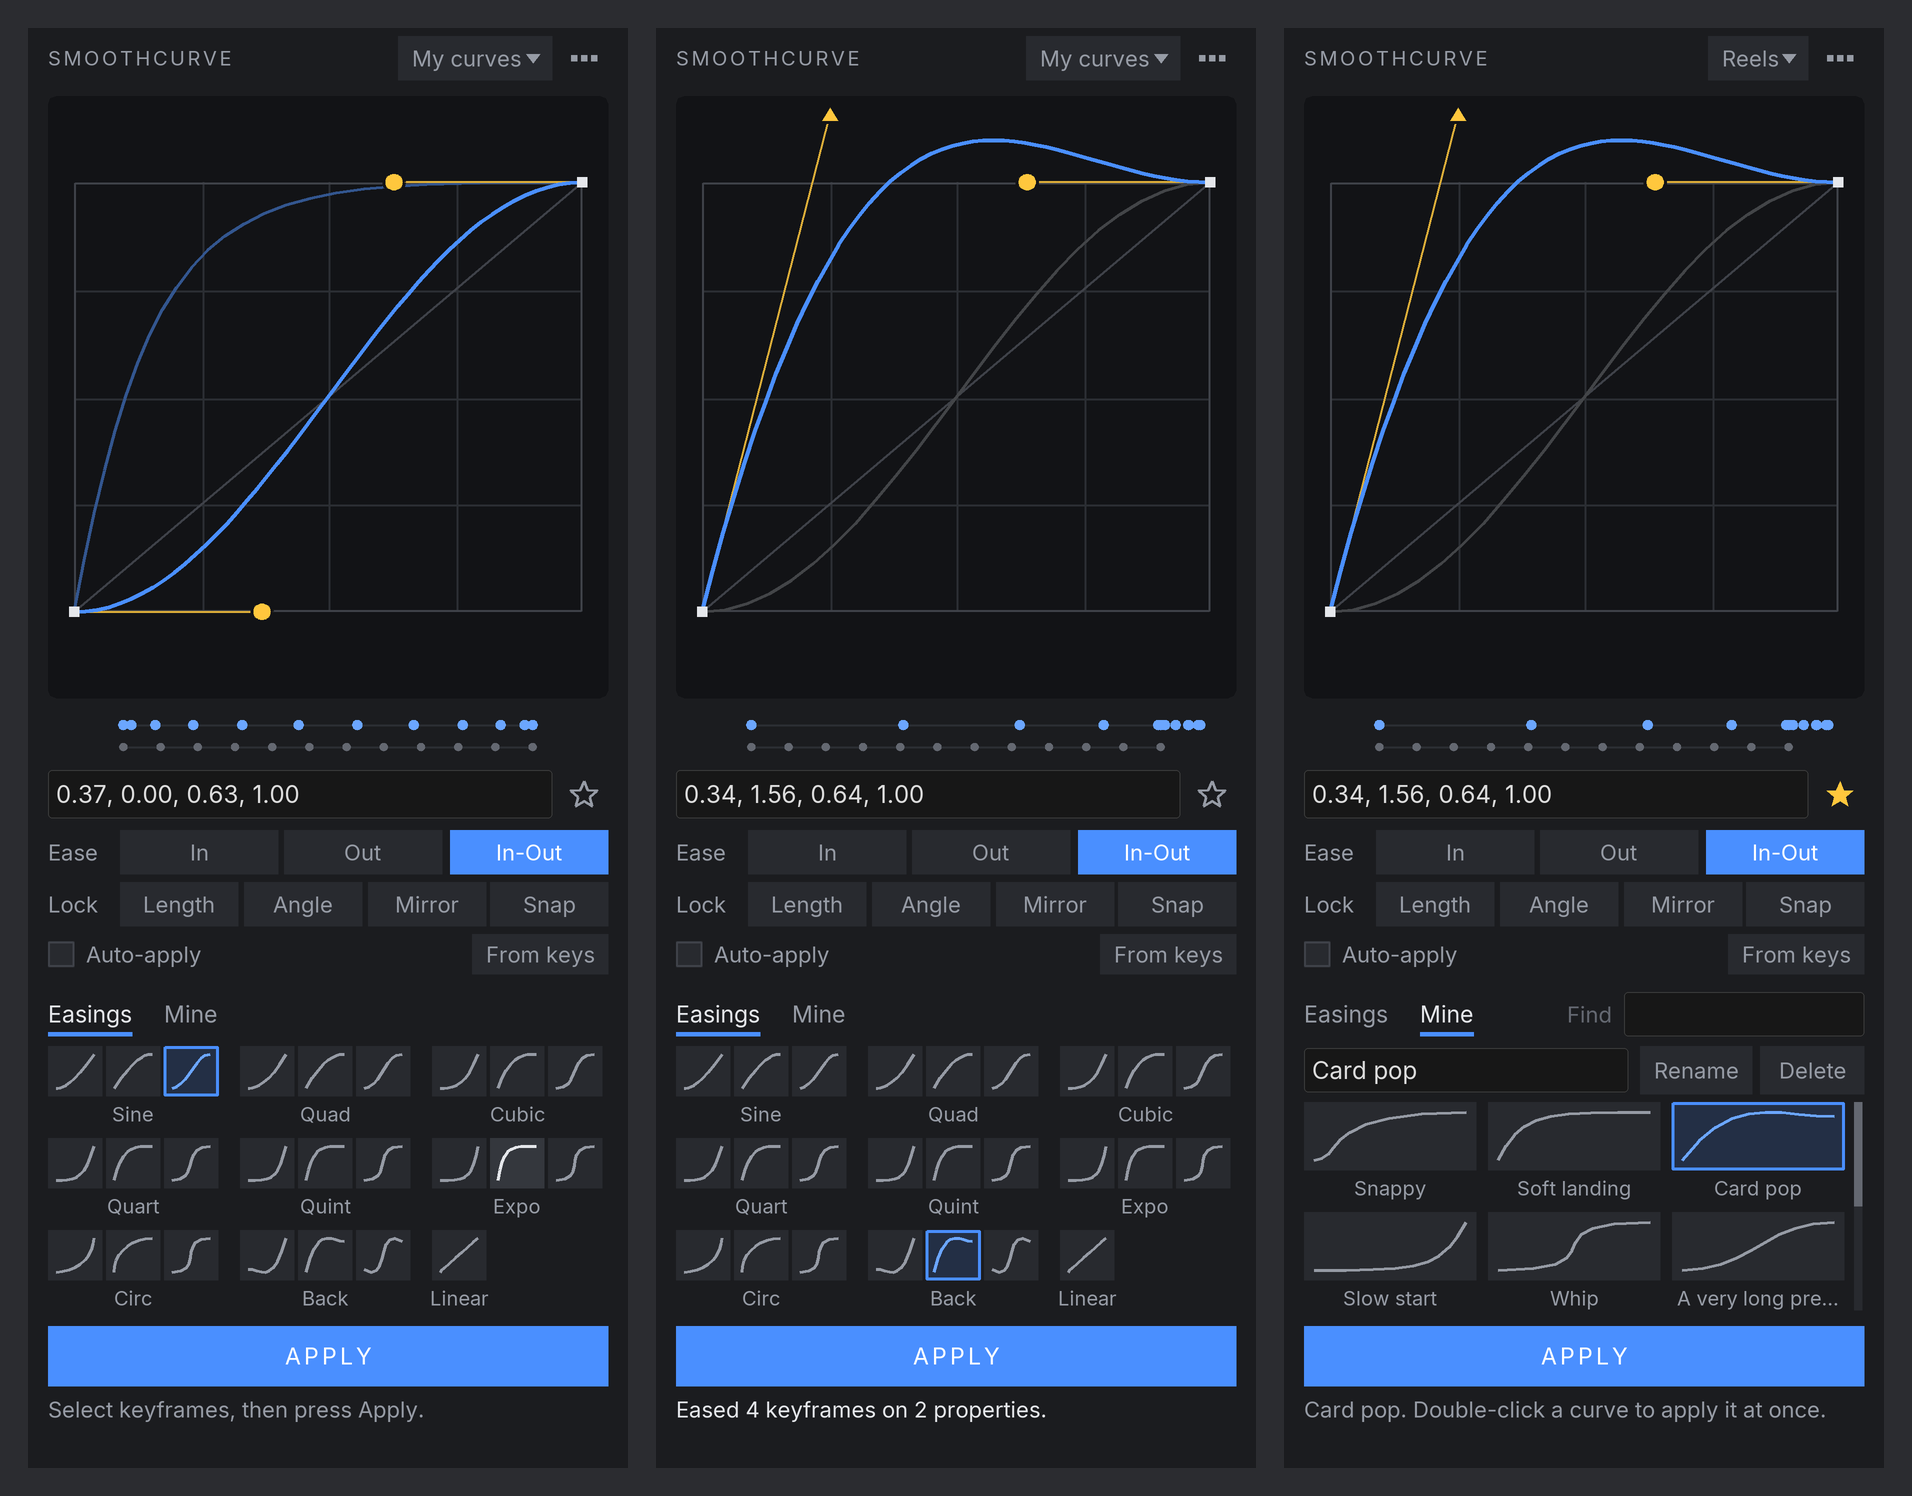 SMOOTHCURVE My curves
0.37, 0.00, 0.63, 1.00
Ease In Out In-Out
Lock Length Angle Mirror Snap
Auto-apply From keys
Easings Mine
Sine Quad Cubic
Quart Quint Expo
Circ Back Linear
APPLY
Select keyframes, then press Apply.
SMOOTHCURVE My curves
0.34, 1.56, 0.64, 1.00
Ease In Out In-Out
Lock Length Angle Mirror Snap
Auto-apply From keys
Easings Mine
Sine Quad Cubic
Quart Quint Expo
Circ Back Linear
APPLY
Eased 4 keyframes on 2 properties.
SMOOTHCURVE Reels
0.34, 1.56, 0.64, 1.00
Ease In Out In-Out
Lock Length Angle Mirror Snap
Auto-apply From keys
Easings Mine Find
Card pop Rename Delete
Snappy Soft landing Card pop
Slow start Whip A very long pre...
APPLY
Card pop. Double-click a curve to apply it at once.